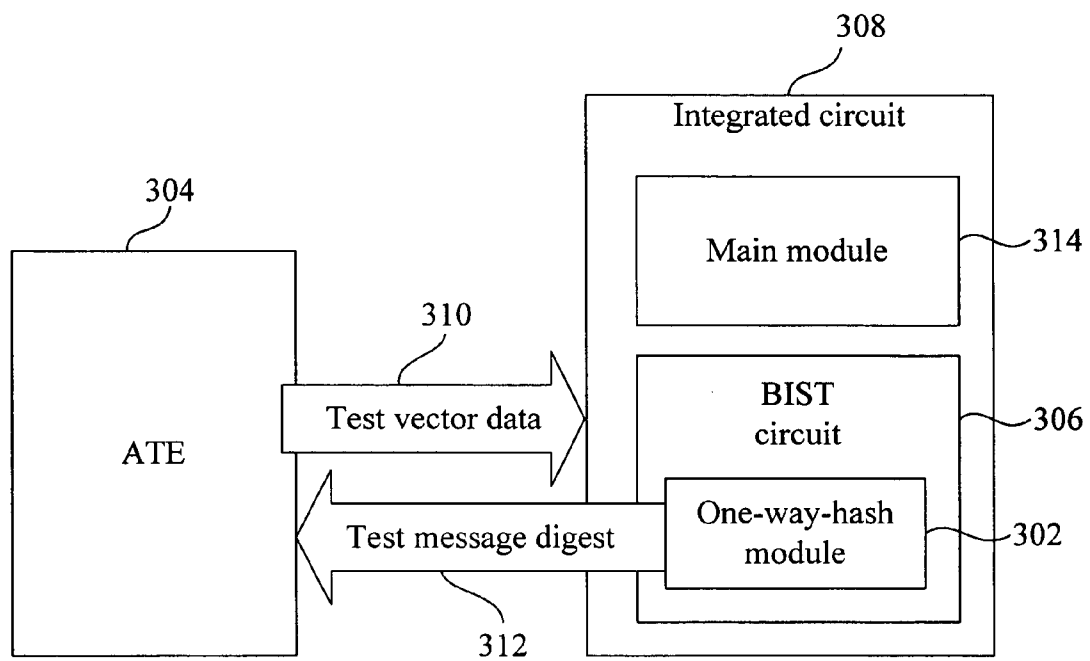 308
Integrated circuit
304
Main module
314
310
Test vector data
BIST
circuit
306
ATE
One-way-hash
module
302
Test message digest
312